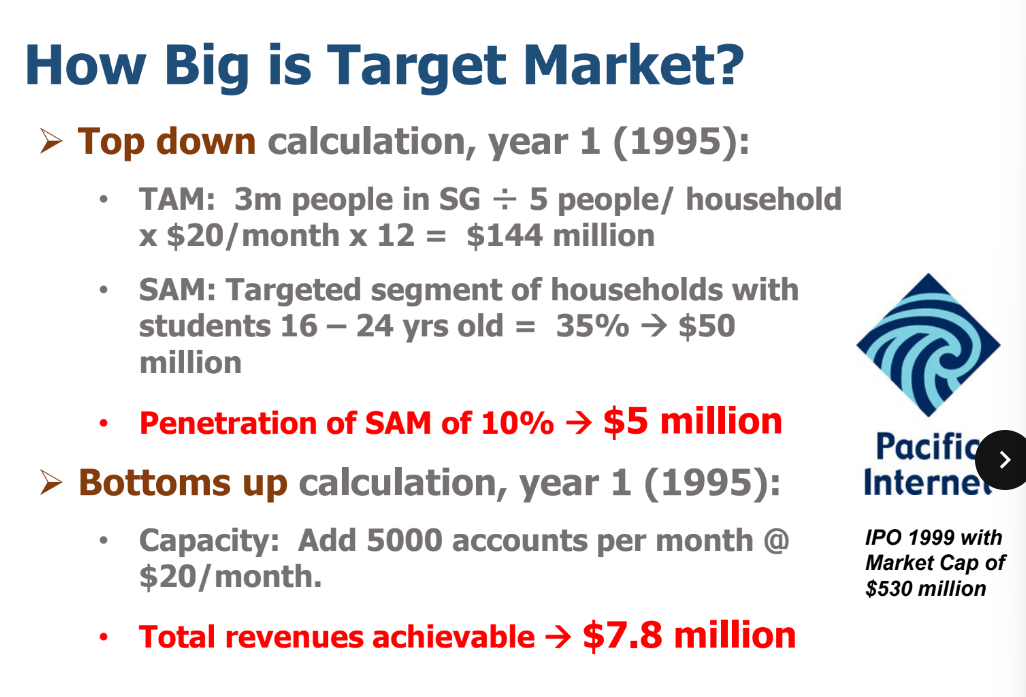 How Big is Target Market?
➢ Top down calculation, year 1 (1995):
• TAM: 3m people in SG ÷ 5 people/ household
x $20/month x 12 = $144 million
• SAM: Targeted segment of households with
students 16 – 24 yrs old = 35% → $50
million
• Penetration of SAM of 10% → $5 million
➢ Bottoms up calculation, year 1 (1995):
• Capacity: Add 5000 accounts per month @
$20/month.
• Total revenues achievable → $7.8 million
Pacific
Internet
IPO 1999 with
Market Cap of
$530 million